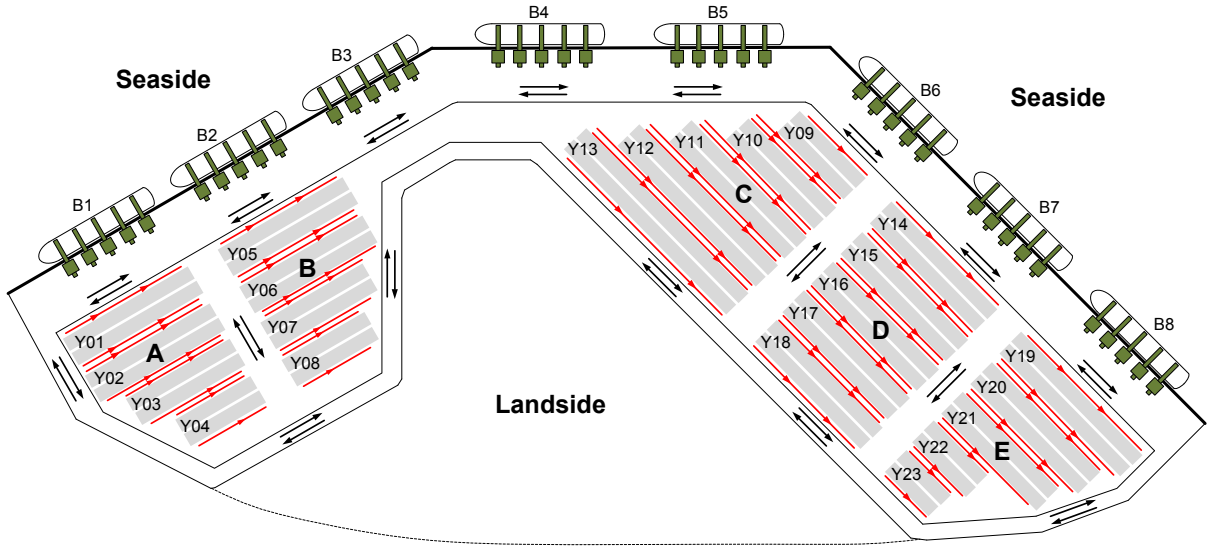 B1
B2
B3
B4
B5
B6
B7
B8
Seaside
Seaside
Landside
A
Y01
Y02
Y03
Y04
B
Y05
Y06
Y07
Y08
C
Y13
Y12
Y11
Y10
Y09
D
Y14
Y15
Y16
Y17
Y18
E
Y19
Y20
Y21
Y22
Y23